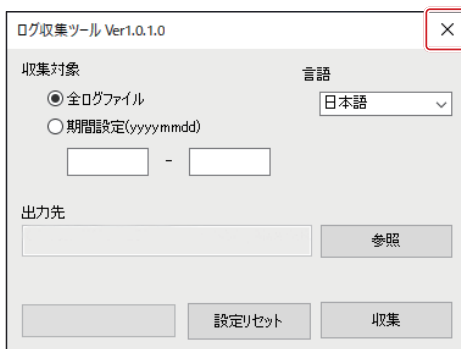 ログ収集ツール Ver1.0.1.0
収集対象
言語
全ログファイル
日本語
期間設定(yyyymmdd)
-
出力先
参照
設定リセット
収集